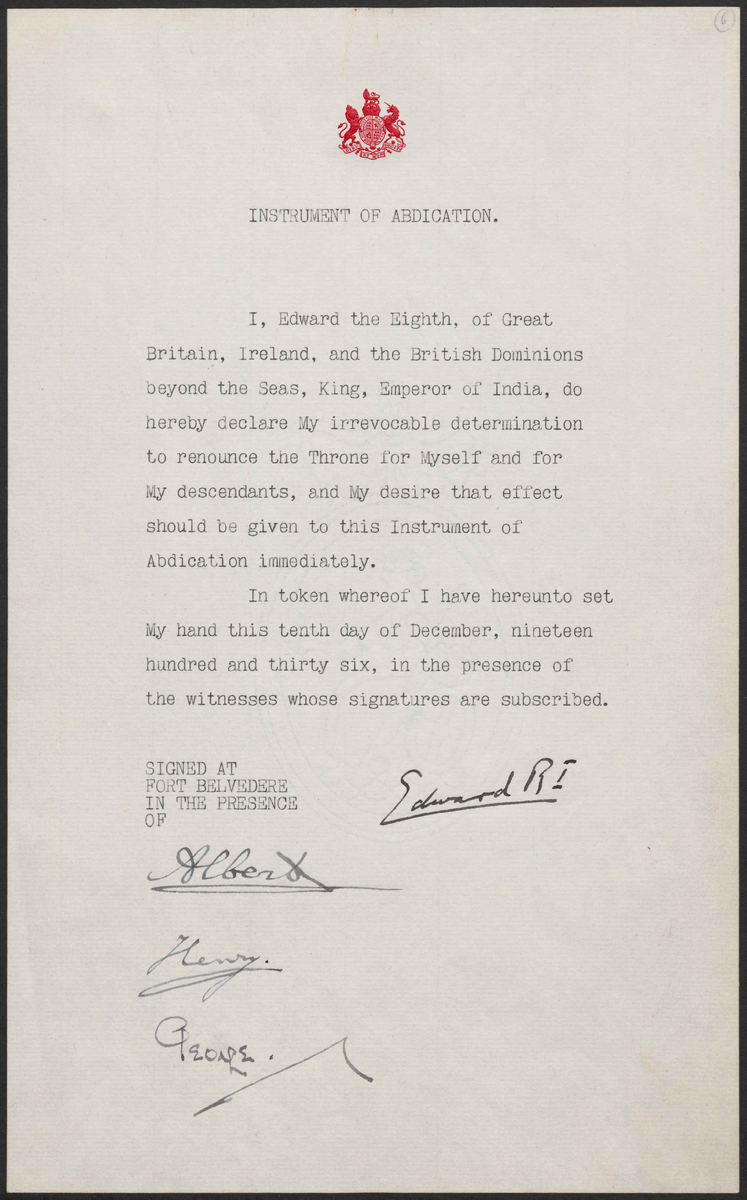 6
INSTRUMENT OF ABDICATION.
I, Edward the Eighth, of Great
Britain, Ireland, and the British Dominions
beyond the Seas, King, Emperor of India, do
hereby declare My irrevocable determination
to renounce the Throne for Myself and for
My descendants, and My desire that effect
should be given to this Instrument of
Abdication immediately.
In token whereof I have hereunto set
My hand this tenth day of December, nineteen
hundred and thirty six, in the presence of
the witnesses whose signatures are subscribed.
SIGNED AT
FORT BELVEDERE
IN THE PRESENCE
OF
Edward RI
Albert
Henry.
George.